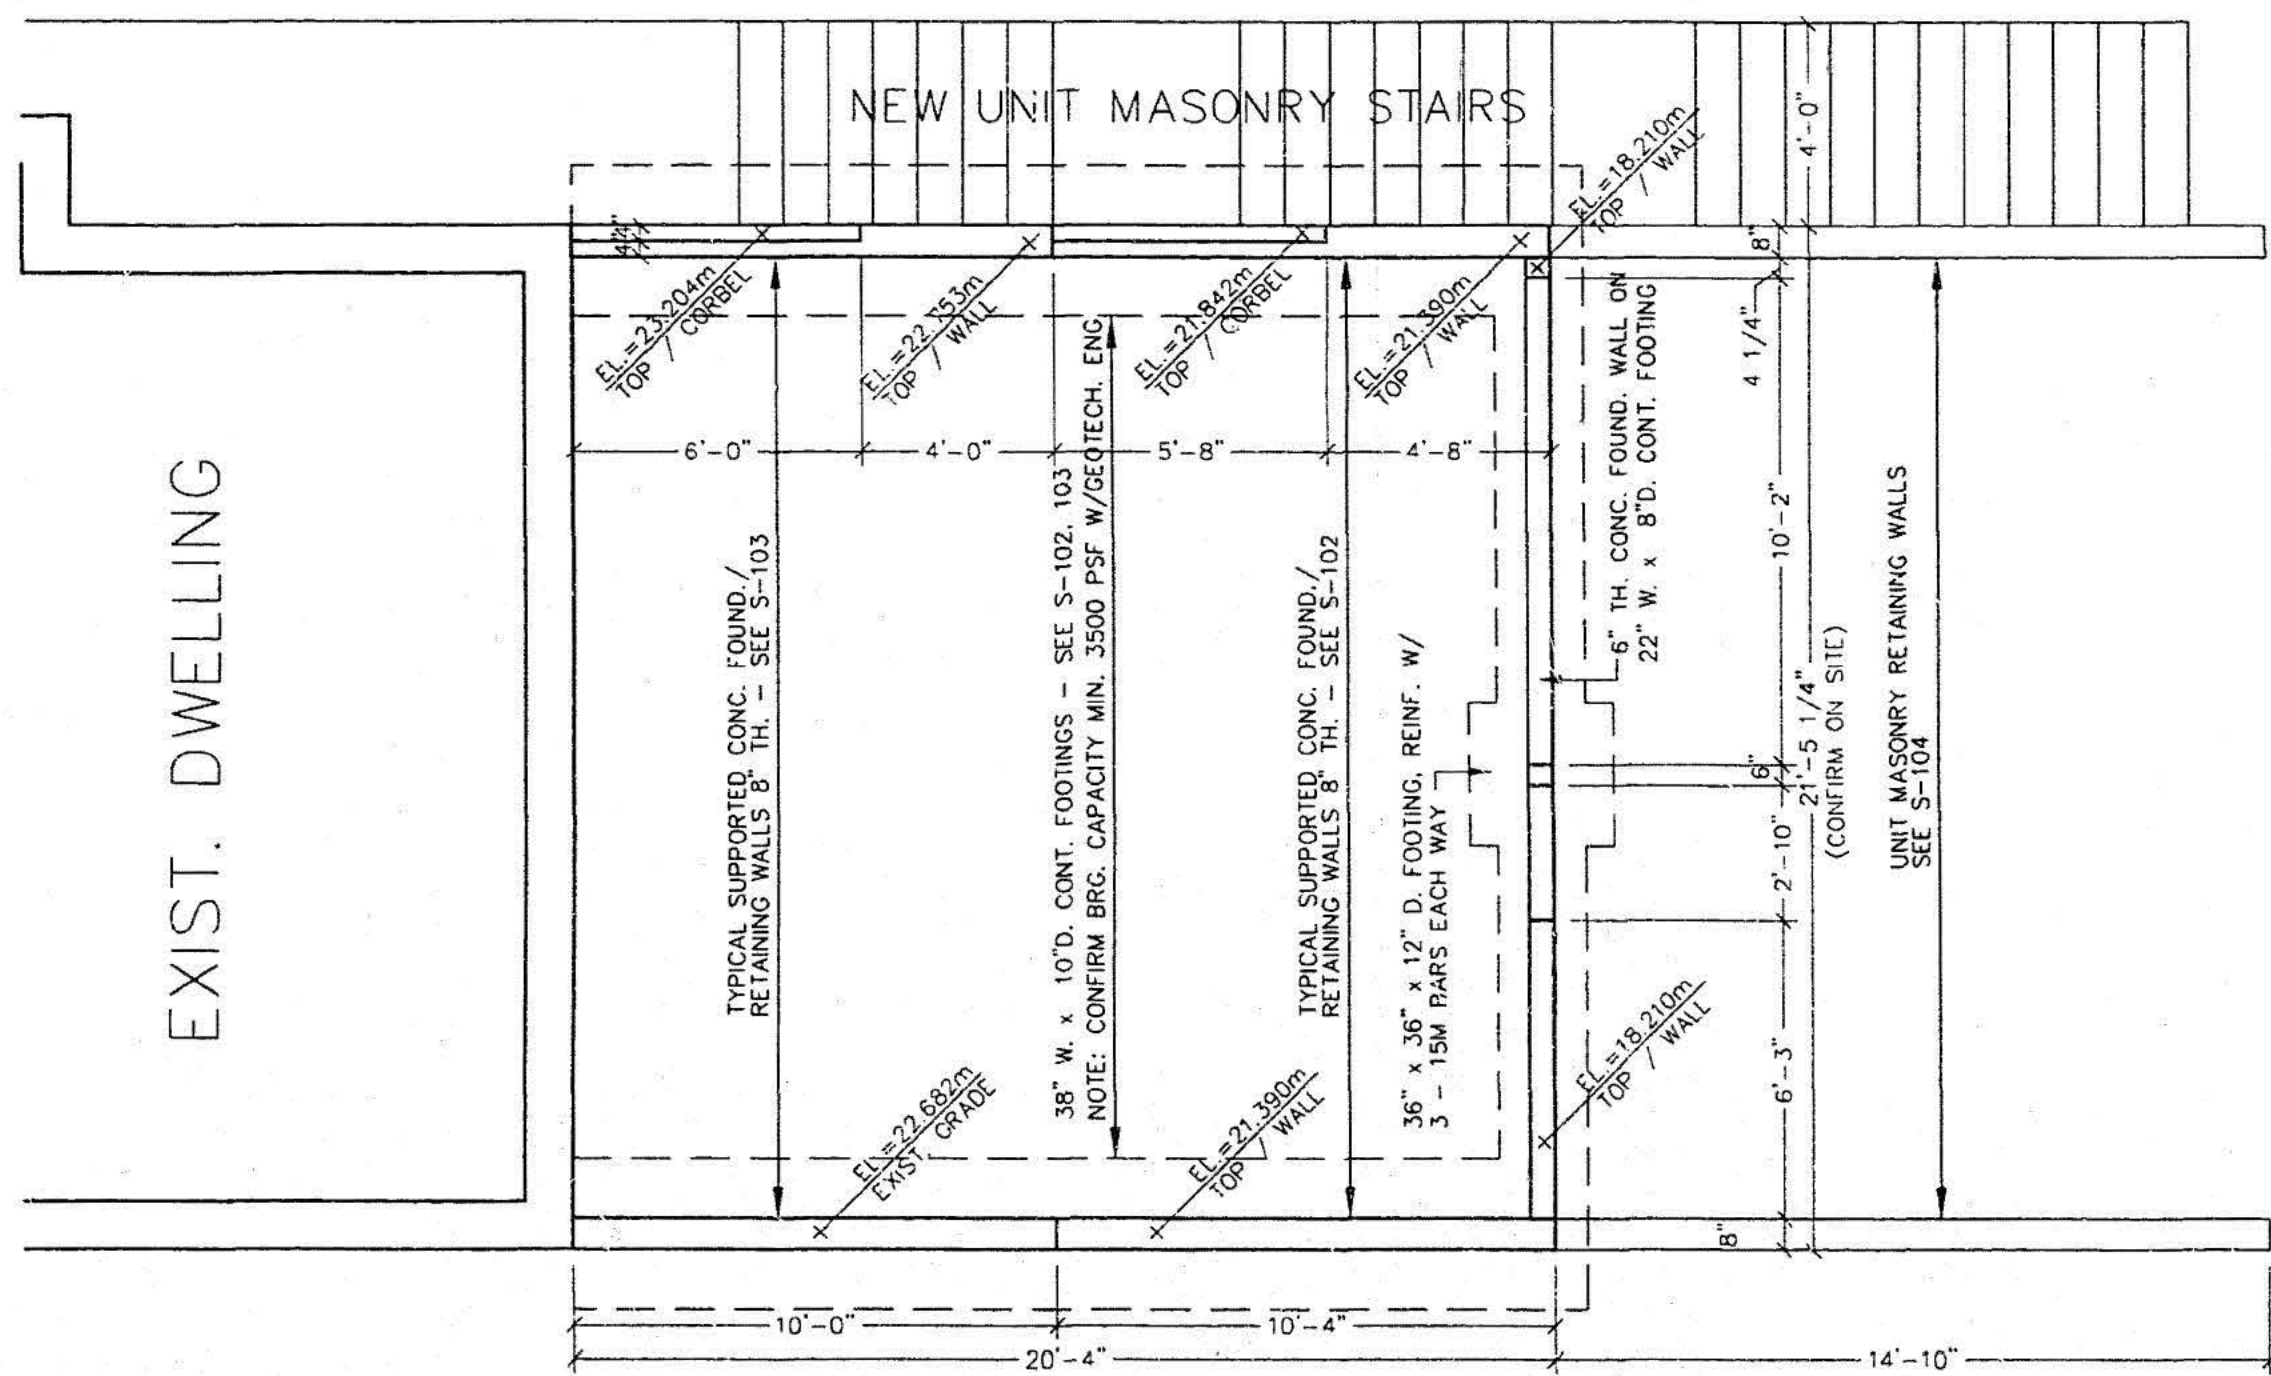 NEW UNIT MASONRY STAIRS
EXIST. DWELLING
4"
4"
EL.=23.204m
TOP / CORBEL
EL.=22.753m
TOP / WALL
EL.=21.842m
TOP / CORBEL
EL.=21.390m
TOP / WALL
EL.=18.210m
TOP / WALL
6'-0"
4'-0"
5'-8"
4'-8"
TYPICAL SUPPORTED CONC. FOUND./
RETAINING WALLS 8" TH. - SEE S-103
38" W. x 10"D. CONT. FOOTINGS - SEE S-102, 103
NOTE: CONFIRM BRG. CAPACITY MIN. 3500 PSF W/GEOTECH. ENG
TYPICAL SUPPORTED CONC. FOUND./
RETAINING WALLS 8" TH. - SEE S-102
36" x 36" x 12" D. FOOTING, REINF. W/
3 - 15M BARS EACH WAY
6" TH. CONC. FOUND. WALL ON
22" W. x 8"D. CONT. FOOTING
4'-0"
8"
4 1/4"
10'-2"
6"
2'-10"
6'-3"
8"
21'-5 1/4"
(CONFIRM ON SITE)
UNIT MASONRY RETAINING WALLS
SEE S-104
EL.=22.682m
EXIST. GRADE
EL.=21.390m
TOP / WALL
EL.=18.210m
TOP / WALL
10'-0"
10'-4"
20'-4"
14'-10"